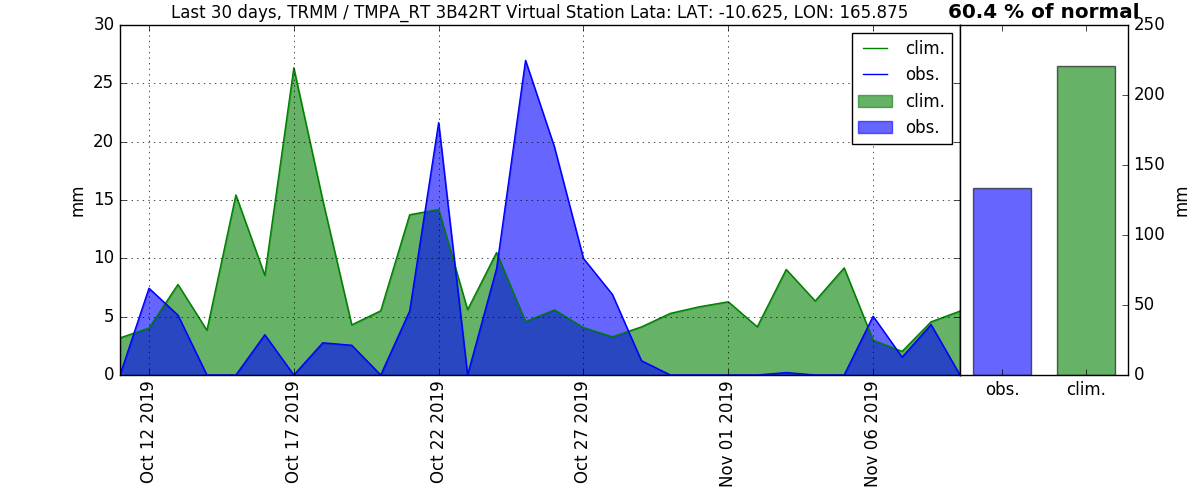 Last 30 days, TRMM / TMPA_RT 3B42RT Virtual Station Lata: LAT: -10.625, LON: 165.875
60.4 % of normal
30
25
20
15
10
5
0
mm
clim.
obs.
clim.
obs.
250
200
150
100
50
0
mm
Oct 12 2019
Oct 17 2019
Oct 22 2019
Oct 27 2019
Nov 01 2019
Nov 06 2019
obs.
clim.